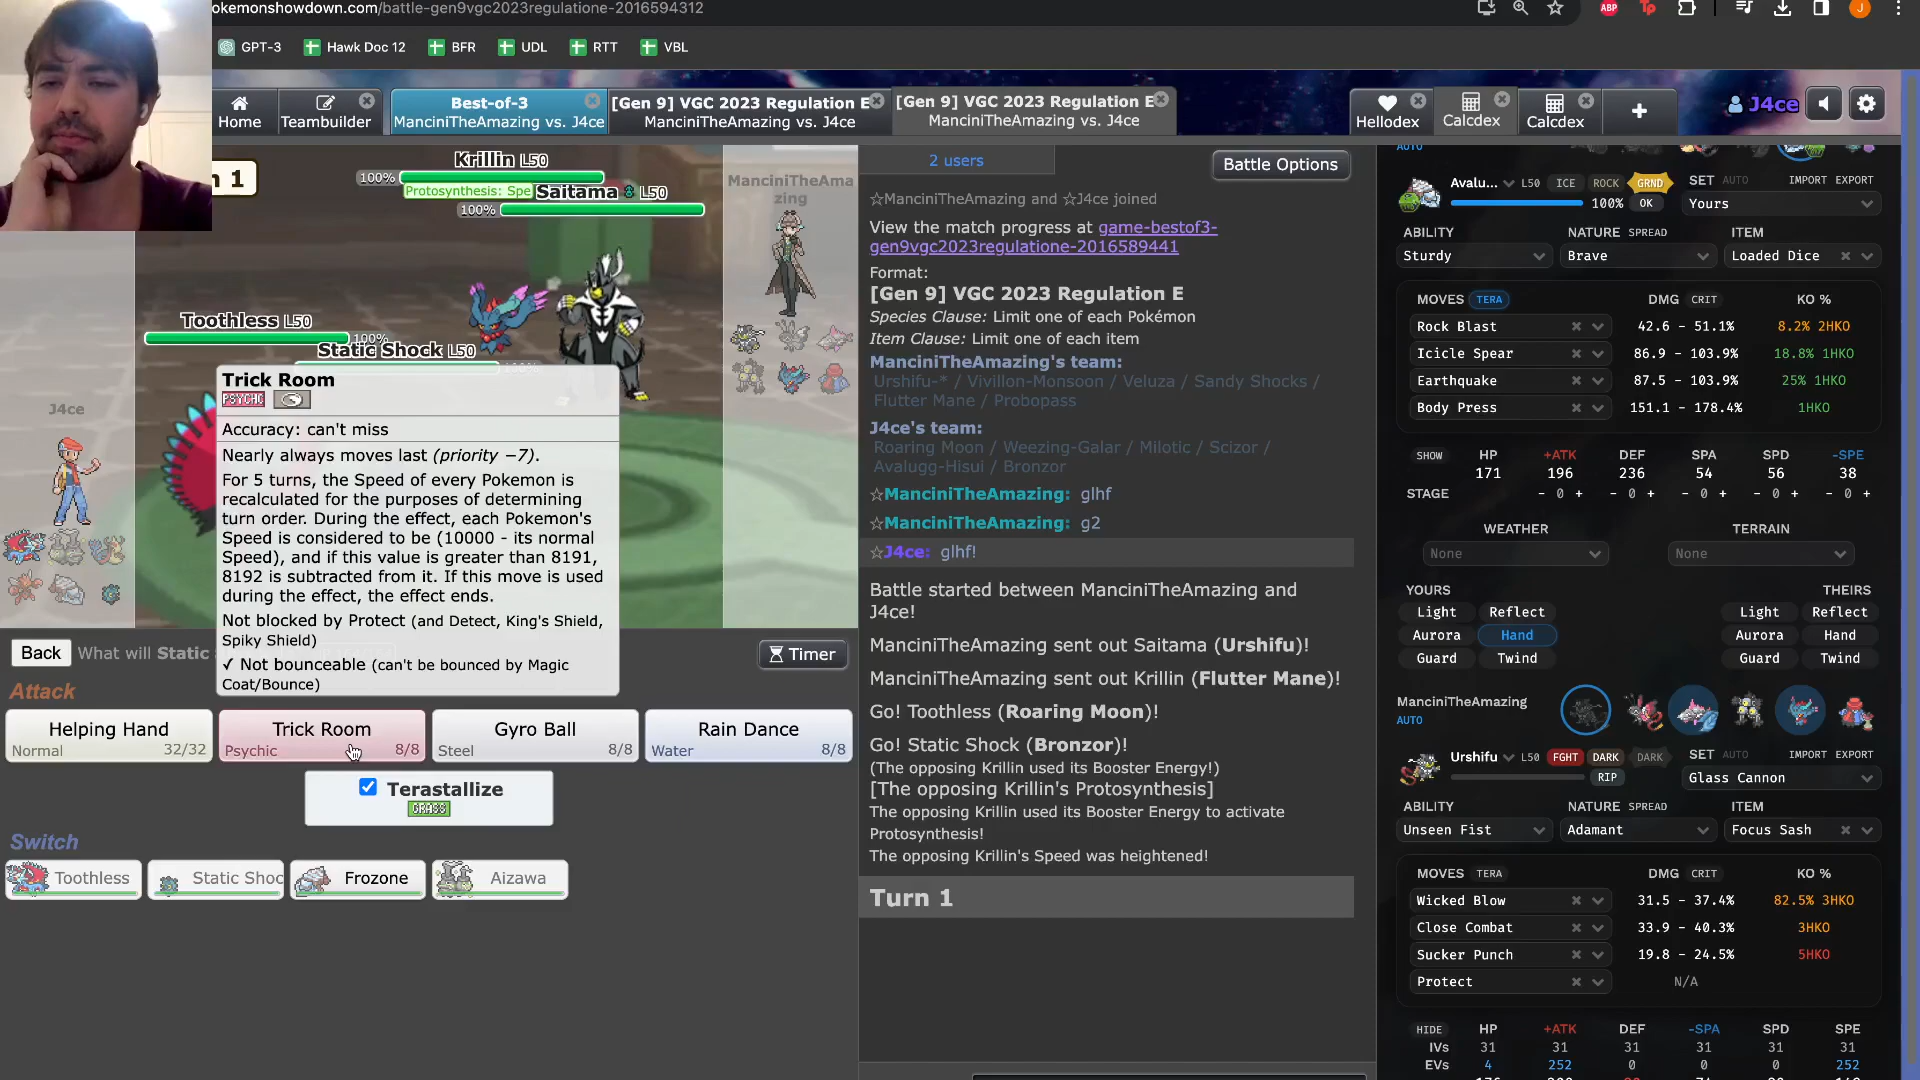 okemonshowdown.com/battle-gen9vgc2023regulatione-2016594312
ABP
Tp
J
GPT-3
Hawk Doc 12
BFR
UDL
RTT
VBL
Home
Teambuilder
Best-of-3
ManciniTheAmazing vs. J4ce
[Gen 9] VGC 2023 Regulation E
ManciniTheAmazing vs. J4ce
[Gen 9] VGC 2023 Regulation E
ManciniTheAmazing vs. J4ce
Hellodex
Calcdex
Calcdex
J4ce
n 1
Krillin L50
100%
Protosynthesis: Spe
Saitama L50
100%
ManciniTheAma
zing
Toothless L50
100%
Static Shock L50
J4ce
Trick Room
PSYCHC
Accuracy: can't miss
Nearly always moves last (priority −7).
For 5 turns, the Speed of every Pokemon is
recalculated for the purposes of determining
turn order. During the effect, each Pokemon's
Speed is considered to be (10000 - its normal
Speed), and if this value is greater than 8191,
8192 is subtracted from it. If this move is used
during the effect, the effect ends.
Not blocked by Protect (and Detect, King's Shield,
Spiky Shield)
✓ Not bounceable (can't be bounced by Magic
Coat/Bounce)
Back
What will Static
Timer
Attack
Helping Hand
Normal 32/32
Trick Room
Psychic 8/8
Gyro Ball
Steel 8/8
Rain Dance
Water 8/8
Terastallize
GRASS
Switch
Toothless
Static Shoc
Frozone
Aizawa
2 users
Battle Options
☆ManciniTheAmazing and ☆J4ce joined
View the match progress at game-bestof3-
gen9vgc2023regulatione-2016589441
Format:
[Gen 9] VGC 2023 Regulation E
Species Clause: Limit one of each Pokémon
Item Clause: Limit one of each item
ManciniTheAmazing's team:
Urshifu-* / Vivillon-Monsoon / Veluza / Sandy Shocks /
Flutter Mane / Probopass
J4ce's team:
Roaring Moon / Weezing-Galar / Milotic / Scizor /
Avalugg-Hisui / Bronzor
☆ManciniTheAmazing: glhf
☆ManciniTheAmazing: g2
☆J4ce: glhf!
Battle started between ManciniTheAmazing and
J4ce!
ManciniTheAmazing sent out Saitama (Urshifu)!
ManciniTheAmazing sent out Krillin (Flutter Mane)!
Go! Toothless (Roaring Moon)!
Go! Static Shock (Bronzor)!
(The opposing Krillin used its Booster Energy!)
[The opposing Krillin's Protosynthesis]
The opposing Krillin used its Booster Energy to activate
Protosynthesis!
The opposing Krillin's Speed was heightened!
Turn 1
AUTO
Avalu... L50 ICE ROCK GRND
100% OK
SET AUTO IMPORT EXPORT
Yours
ABILITY NATURE SPREAD ITEM
Sturdy Brave Loaded Dice
MOVES TERA DMG CRIT KO %
Rock Blast 42.6 - 51.1% 8.2% 2HKO
Icicle Spear 86.9 - 103.9% 18.8% 1HKO
Earthquake 87.5 - 103.9% 25% 1HKO
Body Press 151.1 - 178.4% 1HKO
SHOW HP +ATK DEF SPA SPD -SPE
171 196 236 54 56 38
STAGE - 0 + - 0 + - 0 + - 0 + - 0 +
WEATHER TERRAIN
None None
YOURS THEIRS
Light Reflect Light Reflect
Aurora Hand Aurora Hand
Guard Twind Guard Twind
ManciniTheAmazing
AUTO
Urshifu L50 FGHT DARK DARK
RIP
SET AUTO IMPORT EXPORT
Glass Cannon
ABILITY NATURE SPREAD ITEM
Unseen Fist Adamant Focus Sash
MOVES TERA DMG CRIT KO %
Wicked Blow 31.5 - 37.4% 82.5% 3HKO
Close Combat 33.9 - 40.3% 3HKO
Sucker Punch 19.8 - 24.5% 5HKO
Protect N/A
HIDE HP +ATK DEF -SPA SPD SPE
IVs 31 31 31 31 31 31
EVs 4 252 0 0 0 252